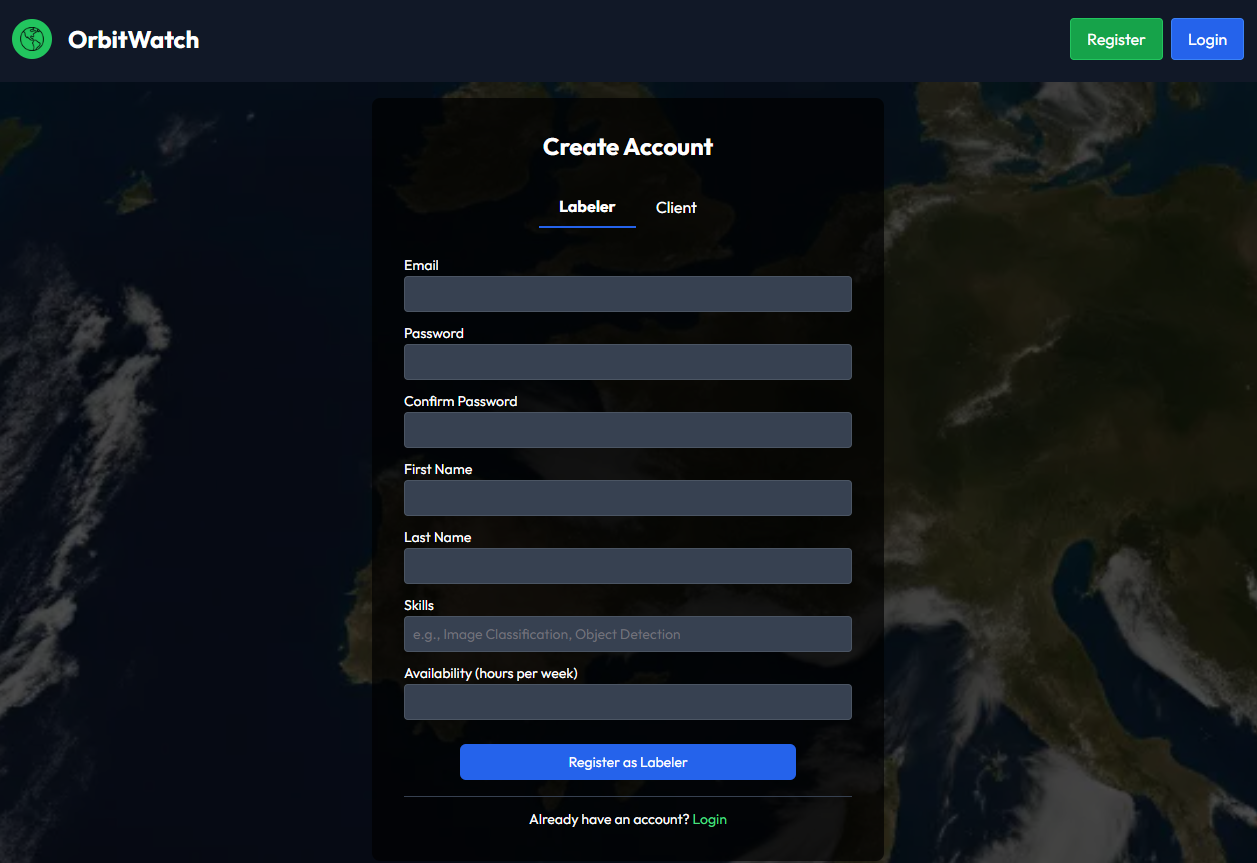 OrbitWatch
Register
Login
Create Account
Labeler
Client
Email
Password
Confirm Password
First Name
Last Name
Skills
e.g., Image Classification, Object Detection
Availability (hours per week)
Register as Labeler
Already have an account? Login